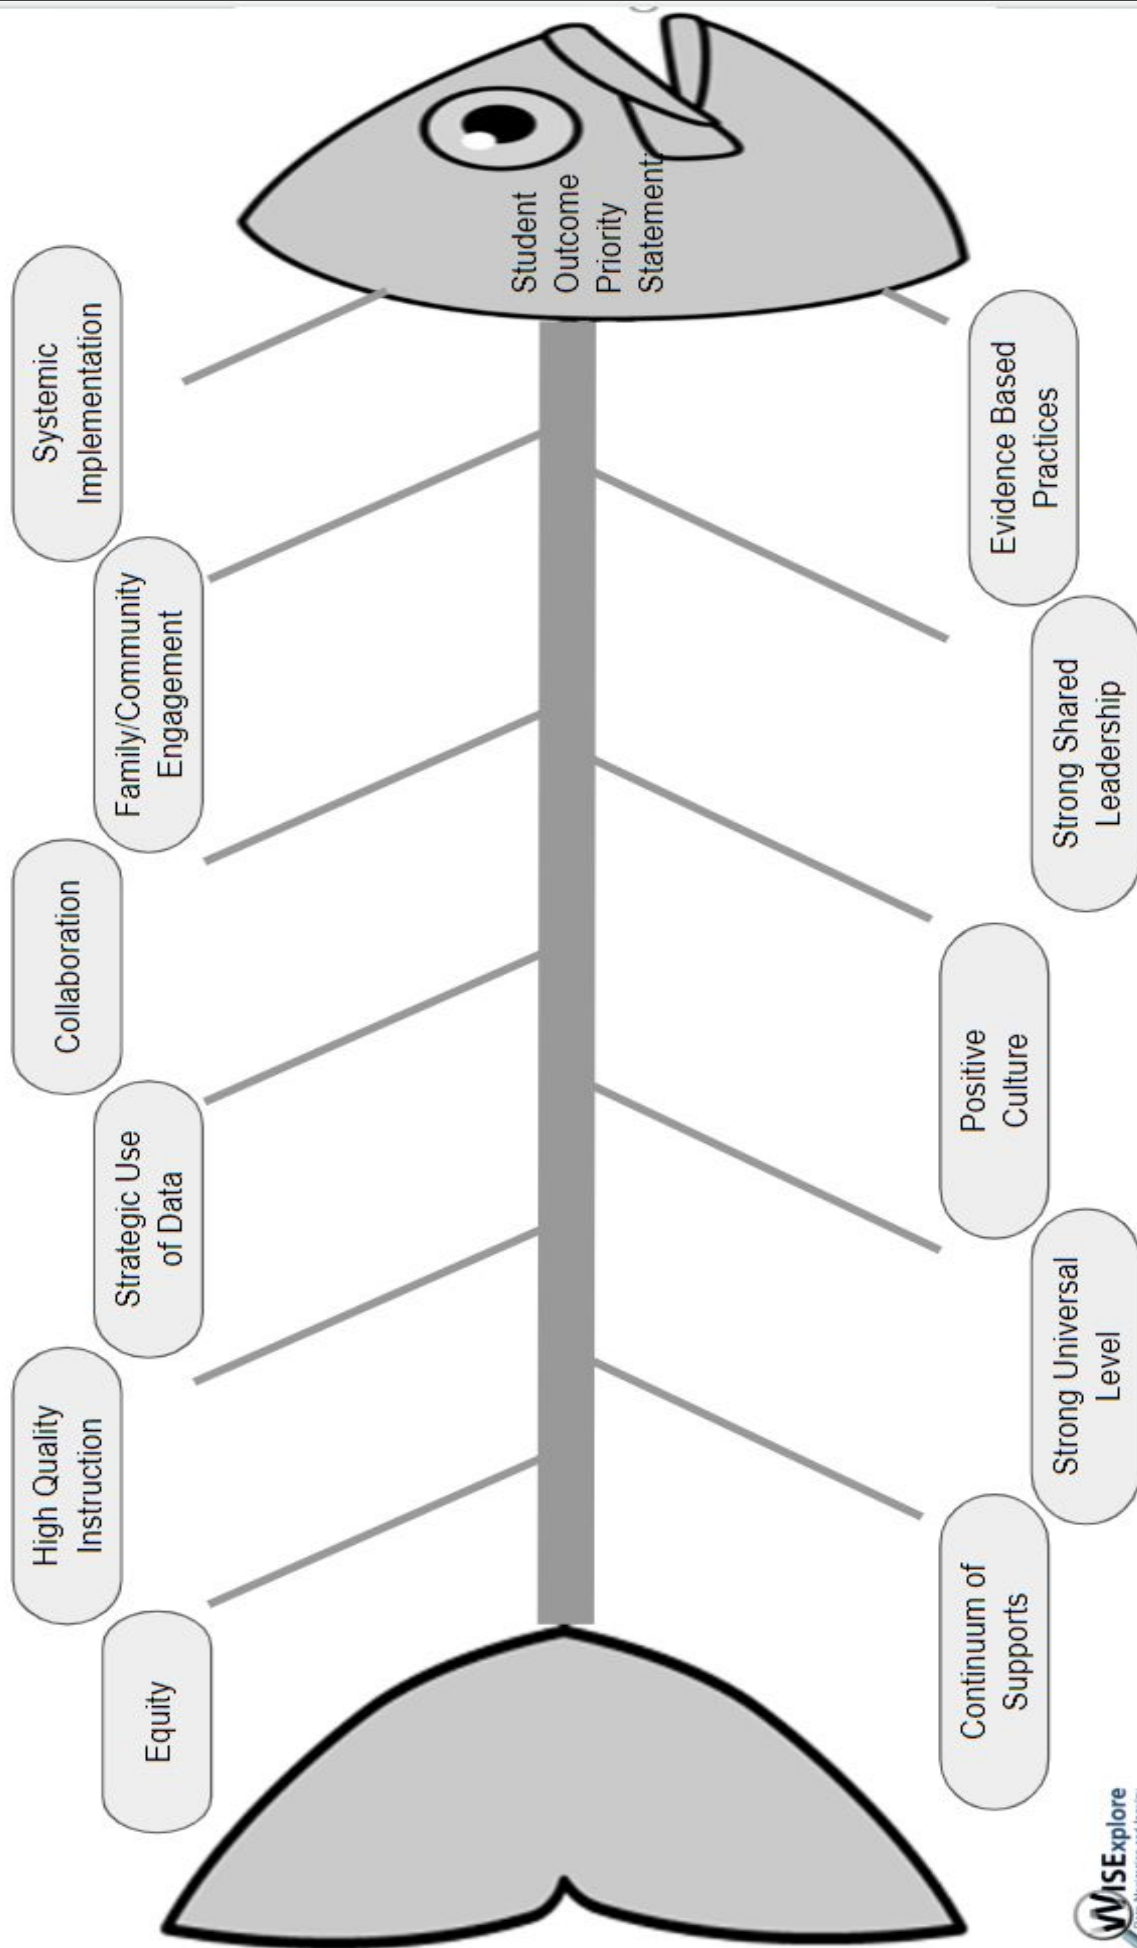 Equity
High Quality
Instruction
Strategic Use
of Data
Collaboration
Family/Community
Engagement
Systemic
Implementation
Student
Outcome
Priority
Statement:
Continuum of
Supports
Strong Universal
Level
Positive
Culture
Strong Shared
Leadership
Evidence Based
Practices
WISExplore